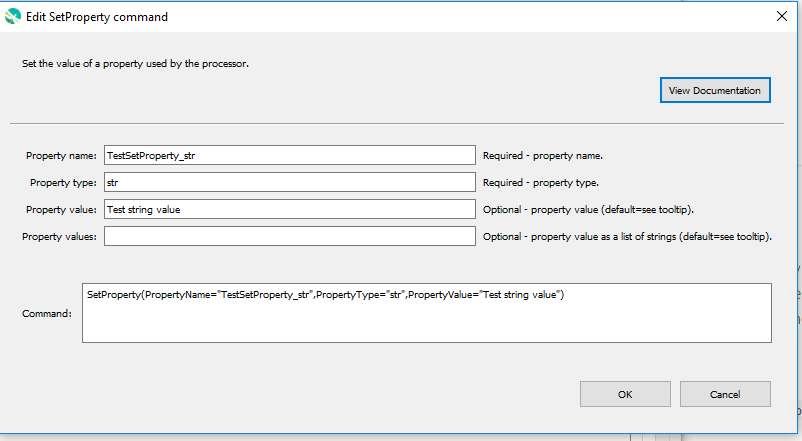 Edit SetProperty command
Set the value of a property used by the processor.
View Documentation
Property name: TestSetProperty_str Required - property name.
Property type: str Required - property type.
Property value: Test string value Optional - property value (default=see tooltip).
Property values: Optional - property value as a list of strings (default=see tooltip).
SetProperty(PropertyName="TestSetProperty_str",PropertyType="str",PropertyValue="Test string value")
Command:
OK Cancel